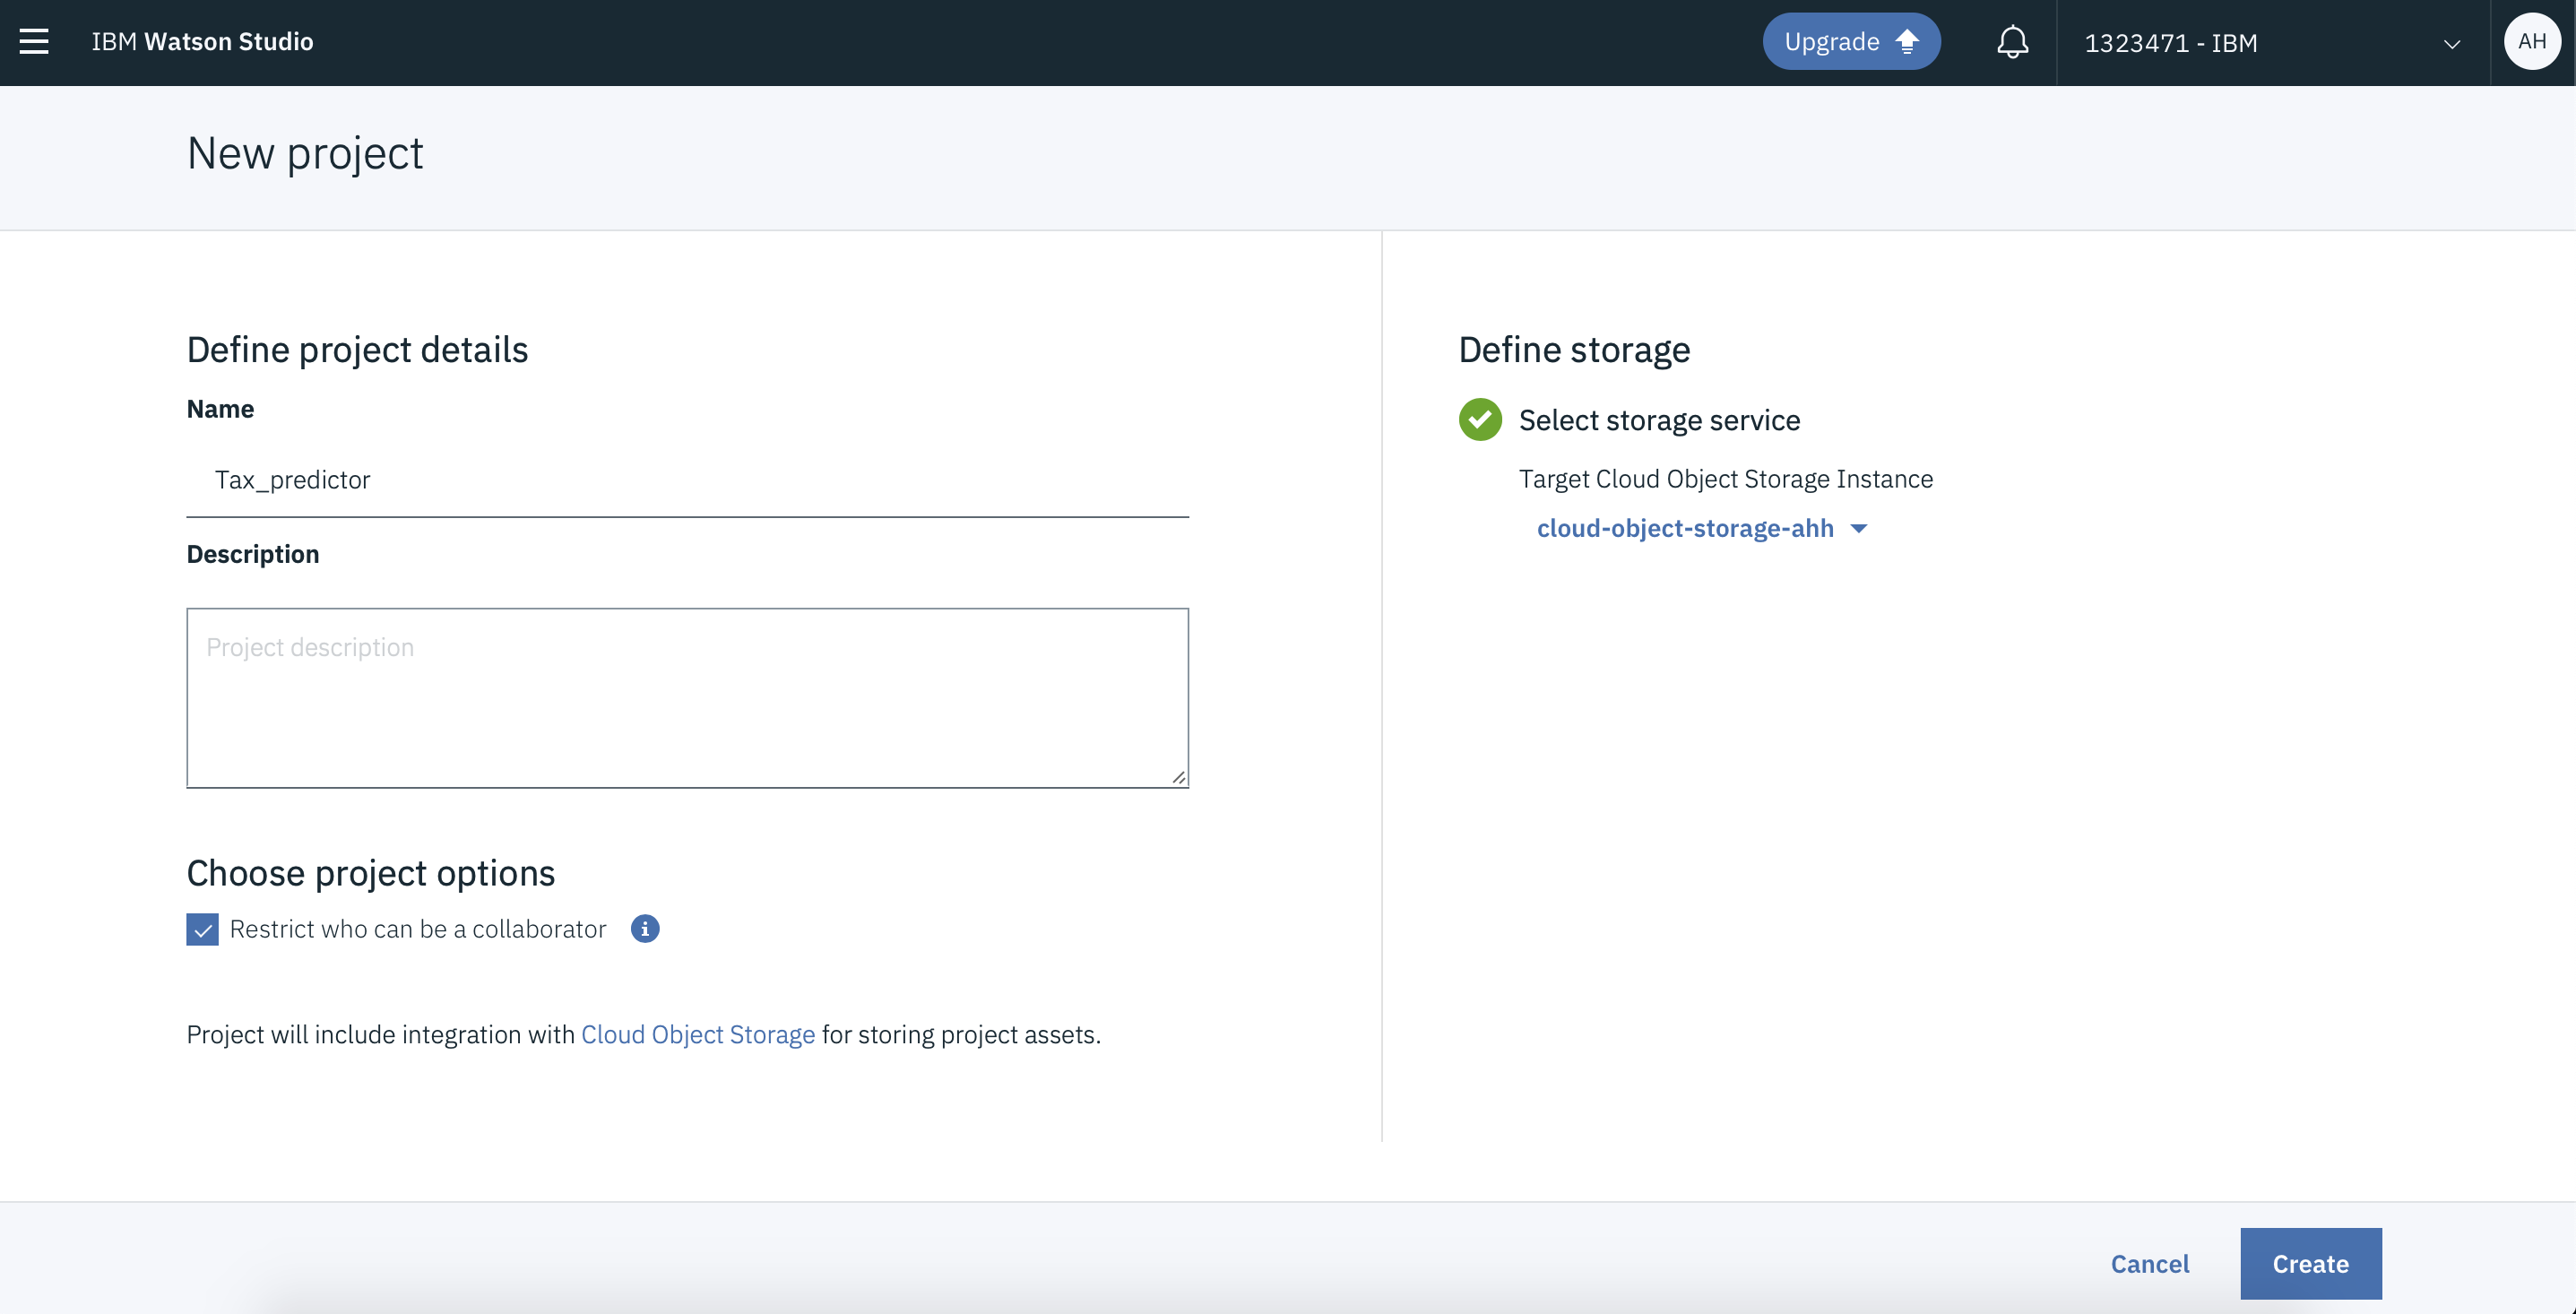 IBM Watson Studio
Upgrade
1323471 - IBM
AH
New project
Define project details
Name
Tax_predictor
Description
Project description
Choose project options
Restrict who can be a collaborator
Project will include integration with Cloud Object Storage for storing project assets.
Define storage
Select storage service
Target Cloud Object Storage Instance
cloud-object-storage-ahh
Cancel
Create